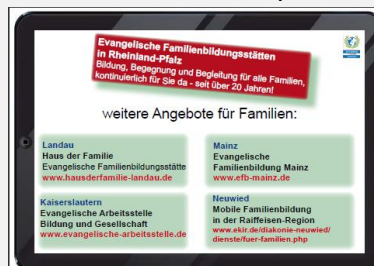 Evangelische Familienbildungsstätten
in Rheinland-Pfalz
Bildung, Begegnung und Begleitung für alle Familien,
kontinuierlich für Sie da - seit über 20 Jahren!
weitere Angebote für Familien:
Landau
Haus der Familie
Evangelische Familienbildungsstätte
www.hausderfamilie-landau.de
Mainz
Evangelische
Familienbildung Mainz
www.efb-mainz.de
Kaiserslautern
Evangelische Arbeitsstelle
Bildung und Gesellschaft
www.evangelische-arbeitsstelle.de
Neuwied
Mobile Familienbildung
in der Raiffeisen-Region
www.ekir.de/diakonie-neuwied/
dienste/fuer-familien.php